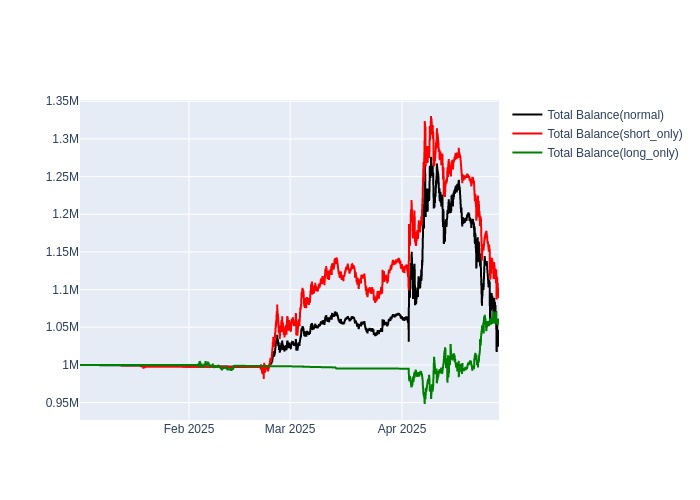 1.35M
1.3M
1.25M
1.2M
1.15M
1.1M
1.05M
1M
0.95M
Feb 2025
Mar 2025
Apr 2025
Total Balance(normal)
Total Balance(short_only)
Total Balance(long_only)